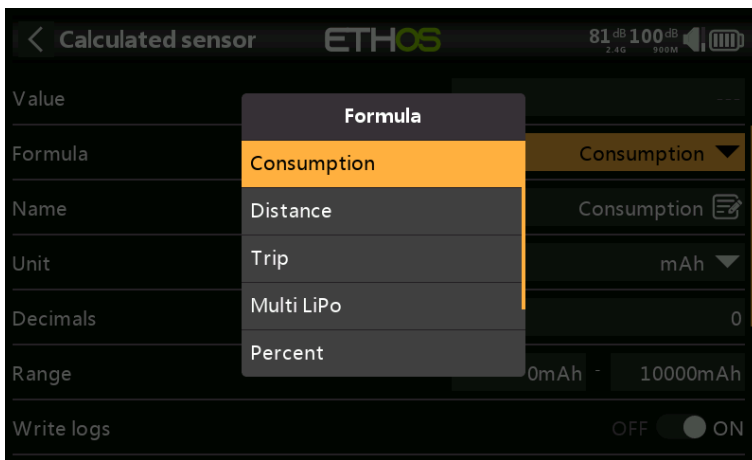 Calculated sensor ETHOS 81 dB 2.4G 100 dB 900M
Value ---
Formula
Formula Consumption
Consumption
Name Consumption
Distance
Unit mAh
Trip
Decimals 0
Multi LiPo
Range 0mAh - 10000mAh
Percent
Write logs OFF ON